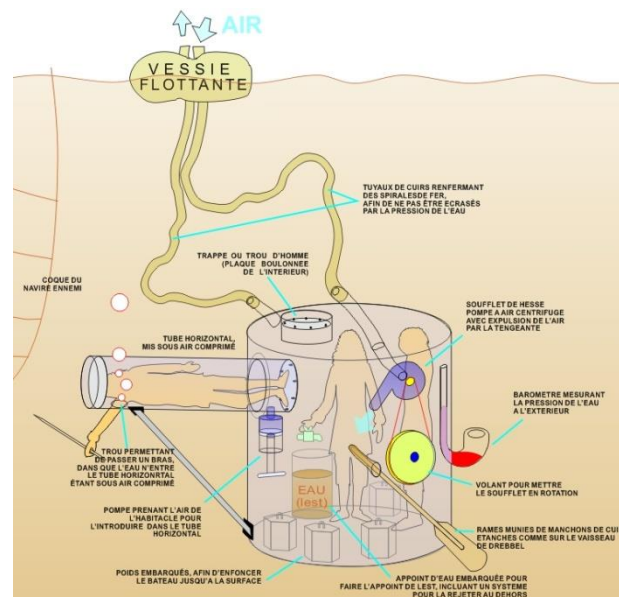 AIR
VESSIE
FLOTTANTE
TUYAUX DE CUIRS RENFERMANT
DES SPIRALESDE FER,
AFIN DE NE PAS ÊTRE ECRASÉS
PAR LA PRESSION DE L'EAU
TRAPPE OU TROU D'HOMME
(PLAQUE BOULONNÉE
DE L'INTERIEUR)
COQUE DU
NAVIRE ENNEMI
SOUFFLET DE HESSE
POMPE A AIR CENTRIFUGE
AVEC EXPULSION DE L'AIR
PAR LA TENGEANTE
TUBE HORIZONTAL,
MIS SOUS AIR COMPRIMÉ
BAROMETRE MESURANT
LA PRESSION DE L'EAU
A L'EXTERIEUR
TROU PERMETTANT
DE PASSER UN BRAS,
DANS QUE L'EAU N'ENTRE
LE TUBE HORIZONRTAL
ÉTANT SOUS AIR COMPRIMÉ
VOLANT POUR METTRE
LE SOUFFLET EN ROTATION
EAU
(lest)
POMPE PRENANT L'AIR DE
L'HABITACLE POUR
L'INTRODUIRE DANS LE TUBE
HORIZONTAL
RAMES MUNIES DE MANCHONS DE CUI
ETANCHES COMME SUR LE VAISSEAU
DE DREBBEL
POIDS EMBARQUÉS, AFIN D'ENFONCER
LE BATEAU JUSQU'A LA SURFACE
APPOINT D'EAU EMBARQUÉE POUR
FAIRE L'APPOINT DE LEST, INCLUANT UN SYSTEME
POUR LA REJETER AU DEHORS